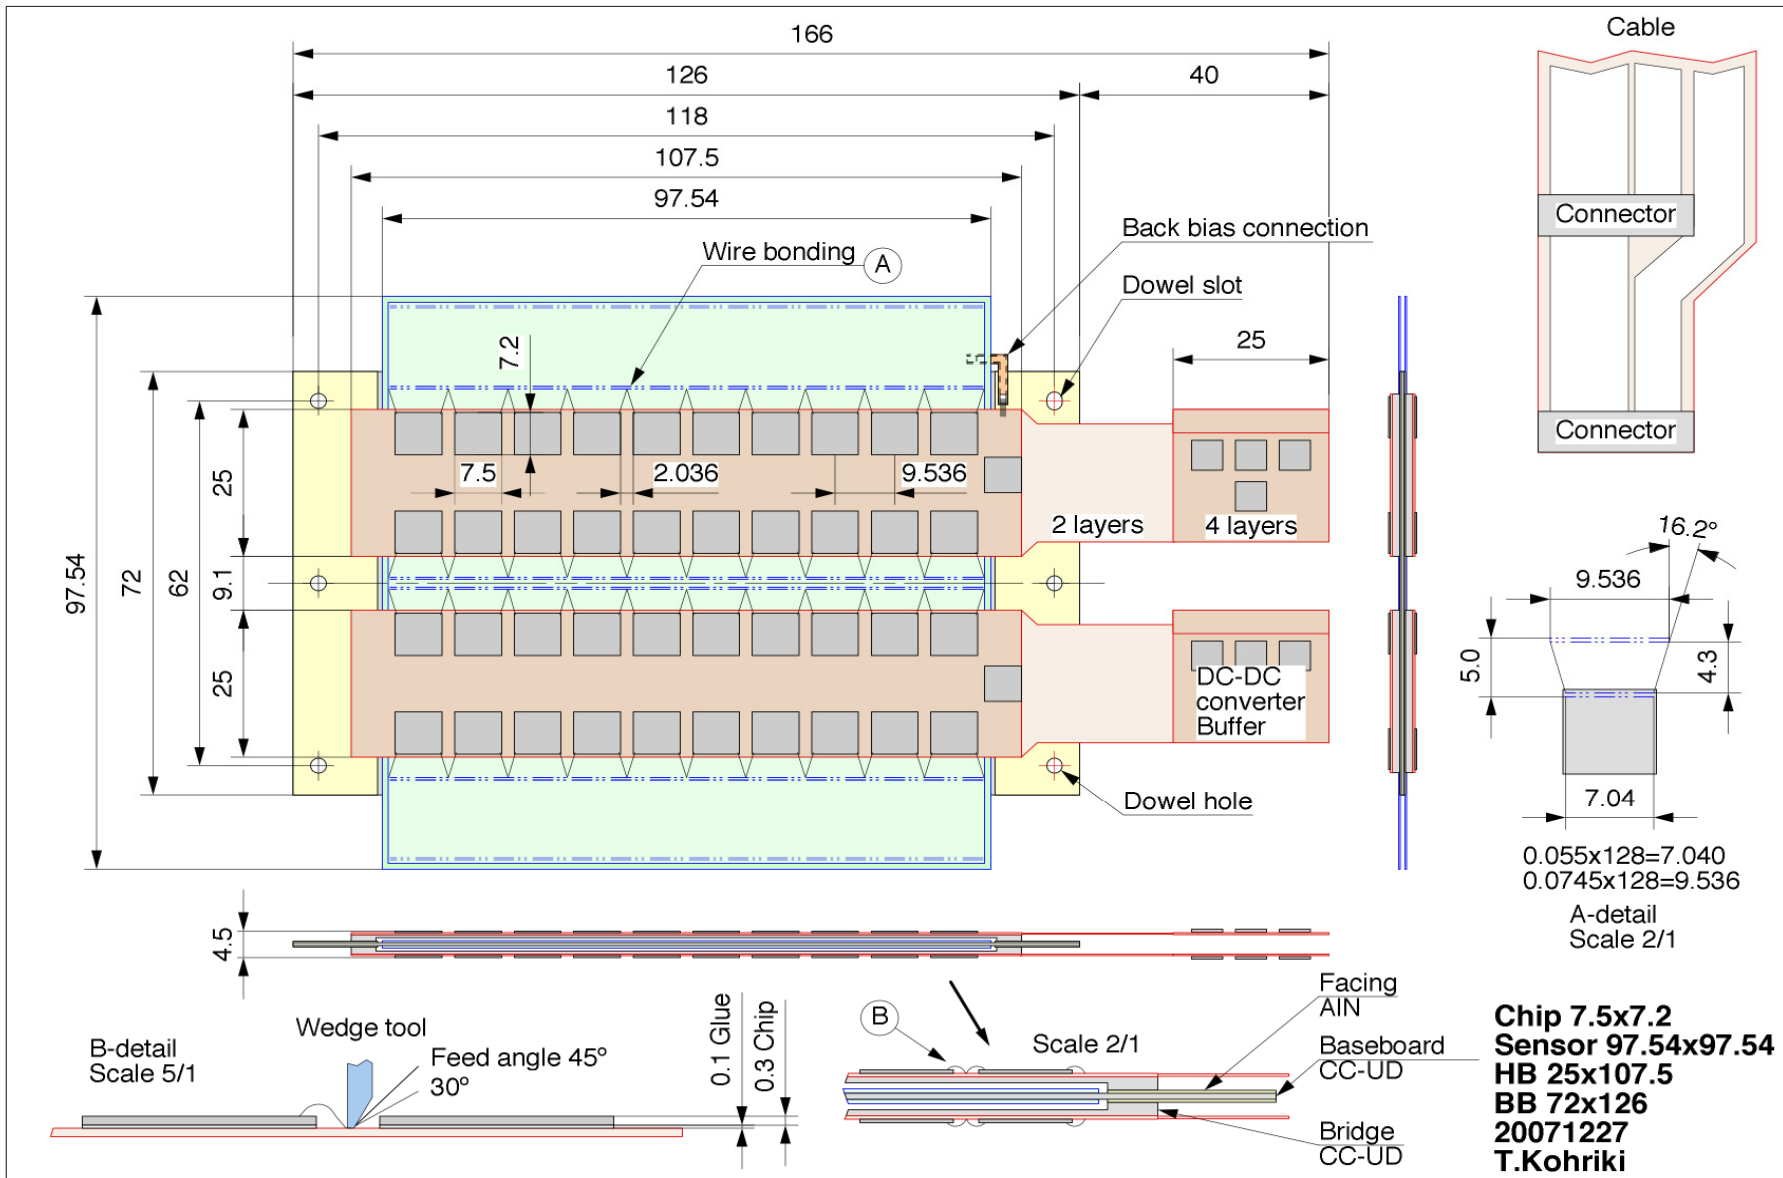 166
126
40
118
107.5
97.54
Cable
Connector
Connector
Wire bonding
A
Back bias connection
Dowel slot
25
7.2
7.5
2.036
9.536
2 layers
4 layers
97.54
72
62
25
9.1
25
DC-DC
converter
Buffer
Dowel hole
16.2°
9.536
5.0
4.3
7.04
0.055x128=7.040
0.0745x128=9.536
A-detail
Scale 2/1
4.5
B-detail
Scale 5/1
Wedge tool
Feed angle 45°
30°
0.1 Glue
0.3 Chip
B
Scale 2/1
Facing
AIN
Baseboard
CC-UD
Bridge
CC-UD
Chip 7.5x7.2
Sensor 97.54x97.54
HB 25x107.5
BB 72x126
20071227
T.Kohriki